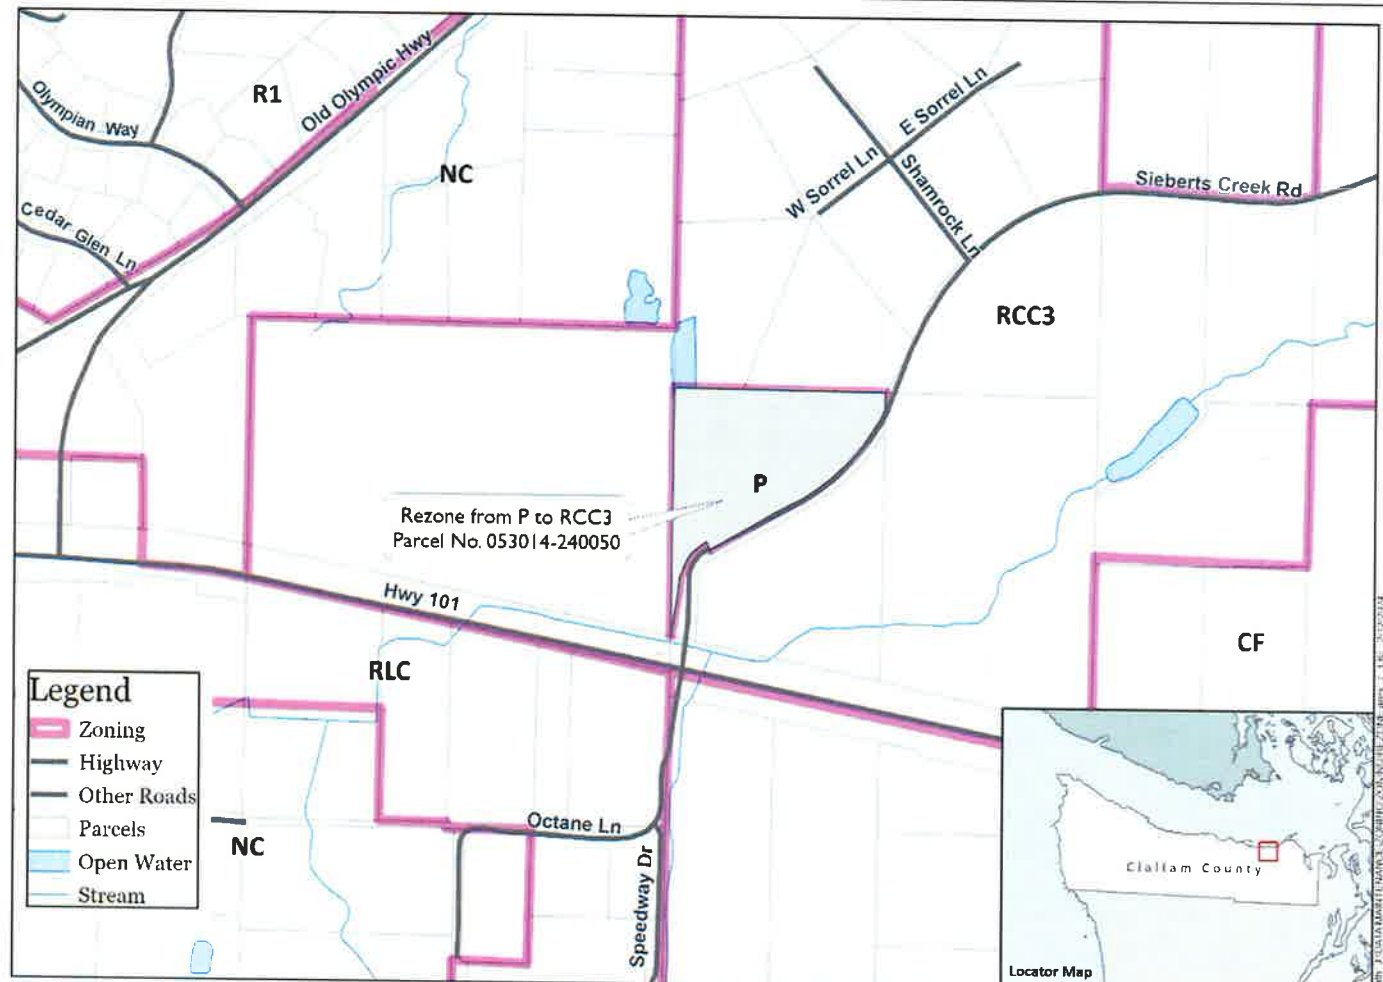 R1
Old Olympic Hwy
Olympian Way
NC
Cedar Glen Ln
E Sorrel Ln
W Sorrel Ln
Shamrock Ln
Sieberts Creek Rd
RCC3
P
Rezone from P to RCC3
Parcel No. 053014-240050
Hwy 101
RLC
CF
Legend
Zoning
Highway
Other Roads
Parcels
Open Water
Stream
NC
Octane Ln
Speedway Dr
Clallam County
Locator Map